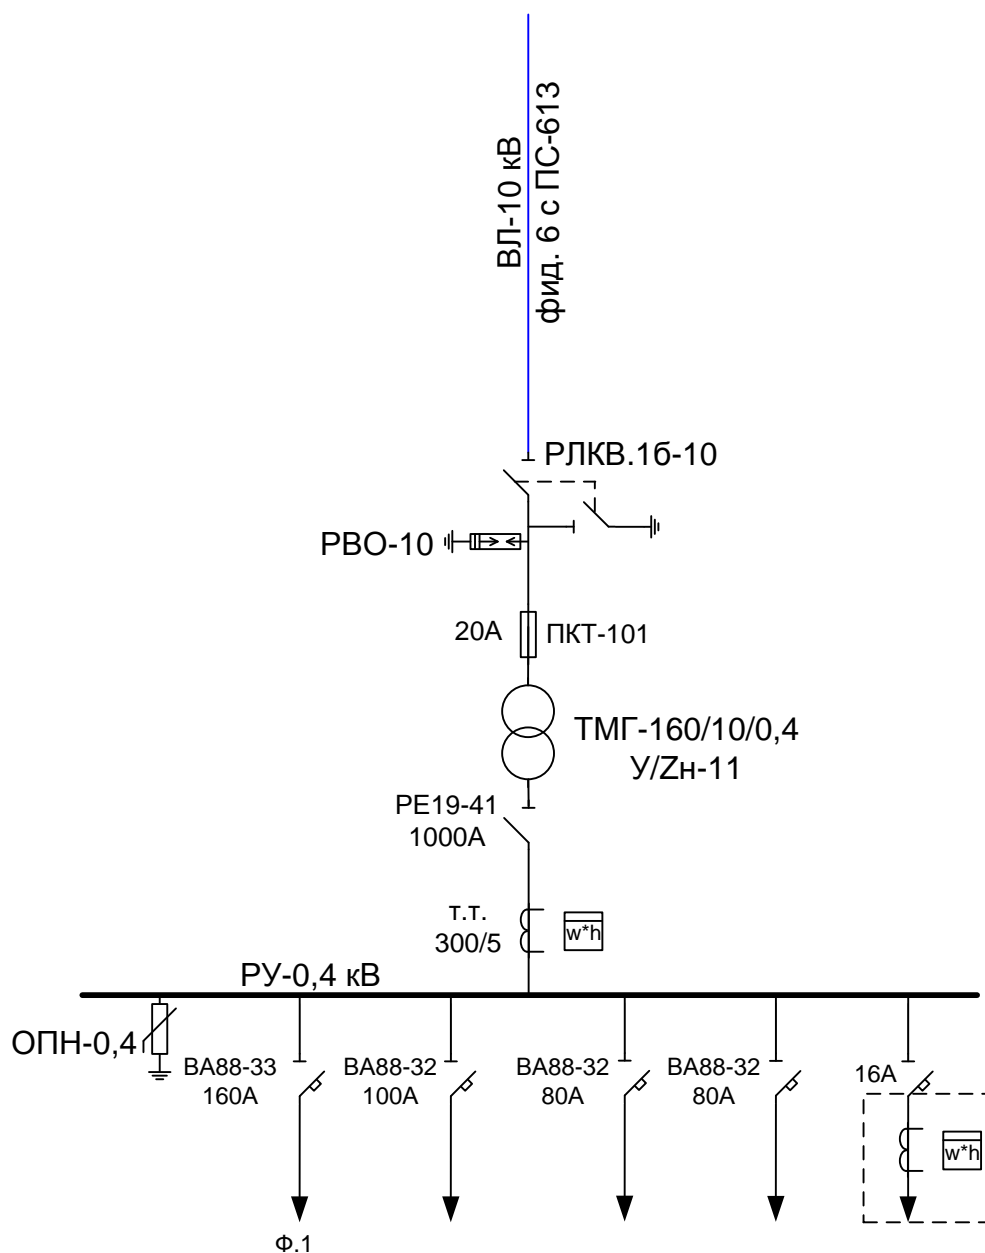 ВЛ-10 кВ
фид. 6 с ПС-613
РЛКВ.1б-10
РВО-10
20А
ПКТ-101
ТМГ-160/10/0,4
У/Zн-11
РЕ19-41
1000А
т.т.
300/5
w*h
РУ-0,4 кВ
ОПН-0,4
ВА88-33
160А
ВА88-32
100А
ВА88-32
80А
ВА88-32
80А
16А
w*h
Ф.1